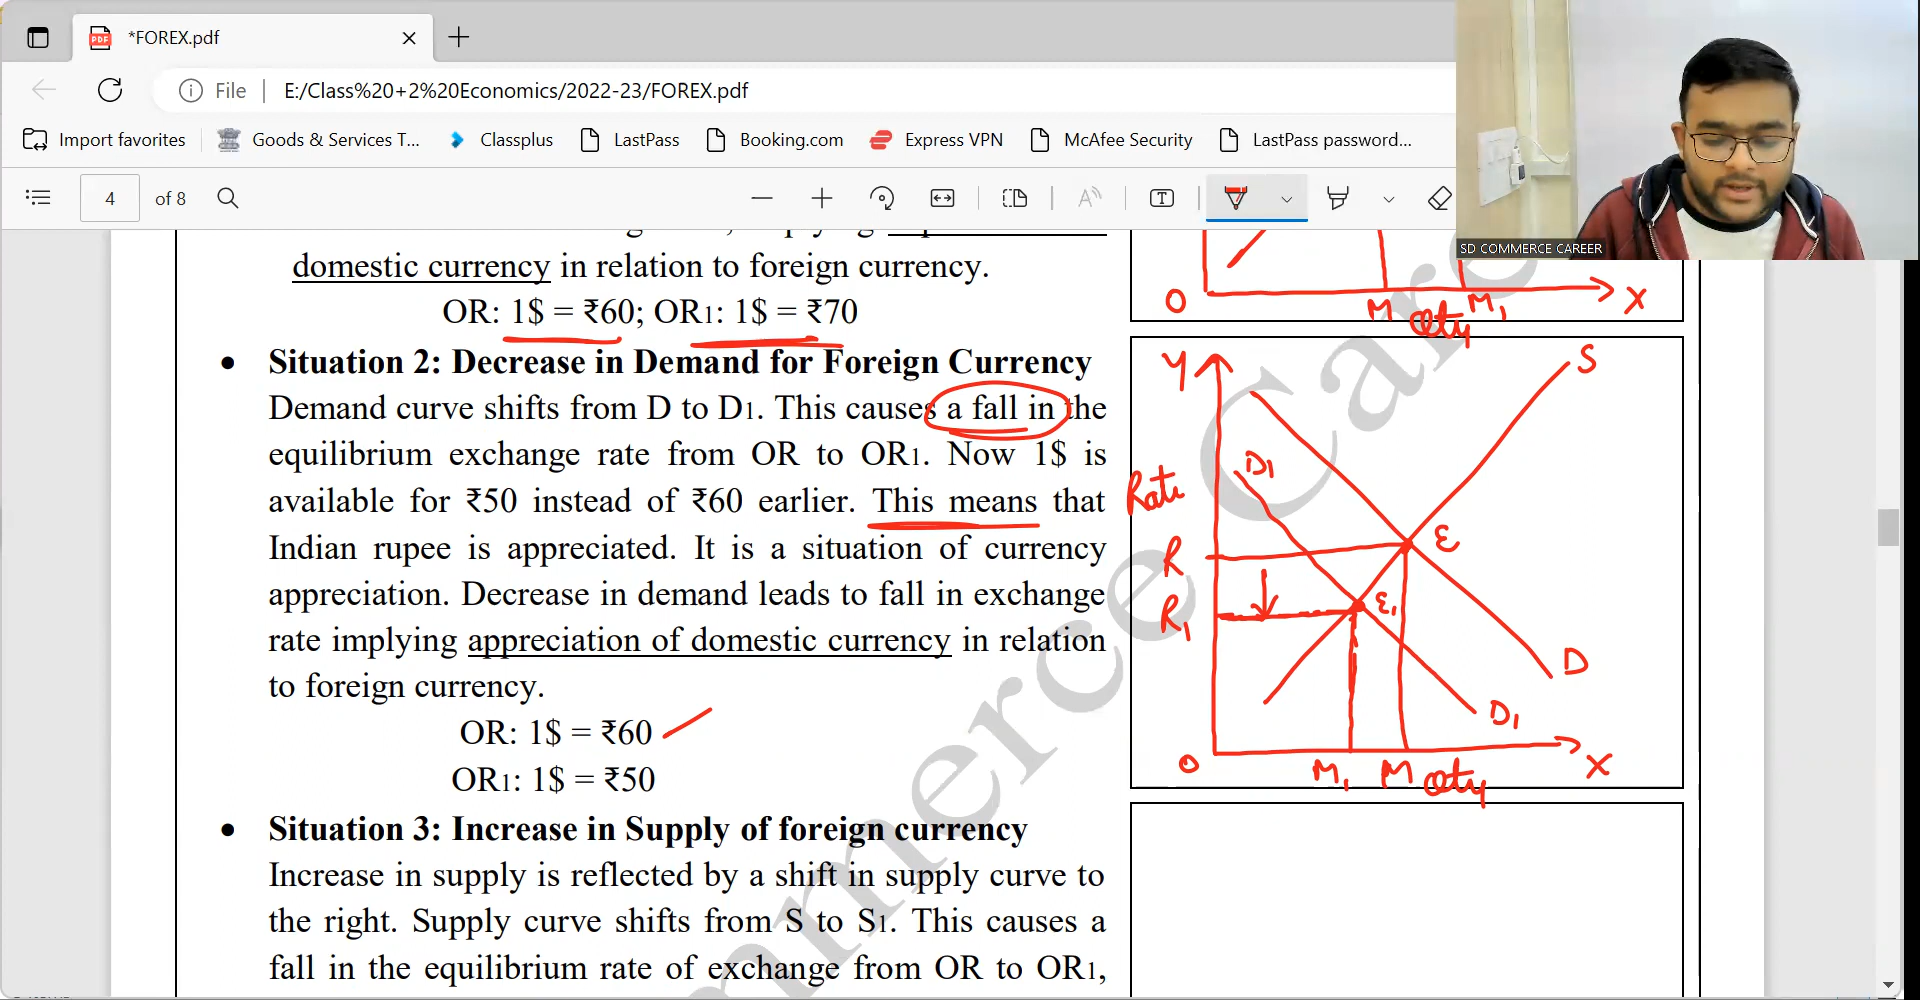 *FOREX.pdf
File
E:/Class%20+2%20Economics/2022-23/FOREX.pdf
Import favorites
Goods & Services T...
Classplus
LastPass
Booking.com
Express VPN
McAfee Security
LastPass password...
4 of 8
SD COMMERCE CAREER
domestic currency in relation to foreign currency.
OR: 1$ = ₹60; OR1: 1$ = ₹70
O M M1 X
Qty
• Situation 2: Decrease in Demand for Foreign Currency
Demand curve shifts from D to D1. This causes a fall in the
equilibrium exchange rate from OR to OR1. Now 1$ is
available for ₹50 instead of ₹60 earlier. This means that
Indian rupee is appreciated. It is a situation of currency
appreciation. Decrease in demand leads to fall in exchange
rate implying appreciation of domestic currency in relation
to foreign currency.
OR: 1$ = ₹60
OR1: 1$ = ₹50
Y
S
D1
Rate
R
E
R1
E1
D
D1
O
M1 M Qty X
• Situation 3: Increase in Supply of foreign currency
Increase in supply is reflected by a shift in supply curve to
the right. Supply curve shifts from S to S1. This causes a
fall in the equilibrium rate of exchange from OR to OR1,
mmerce Care